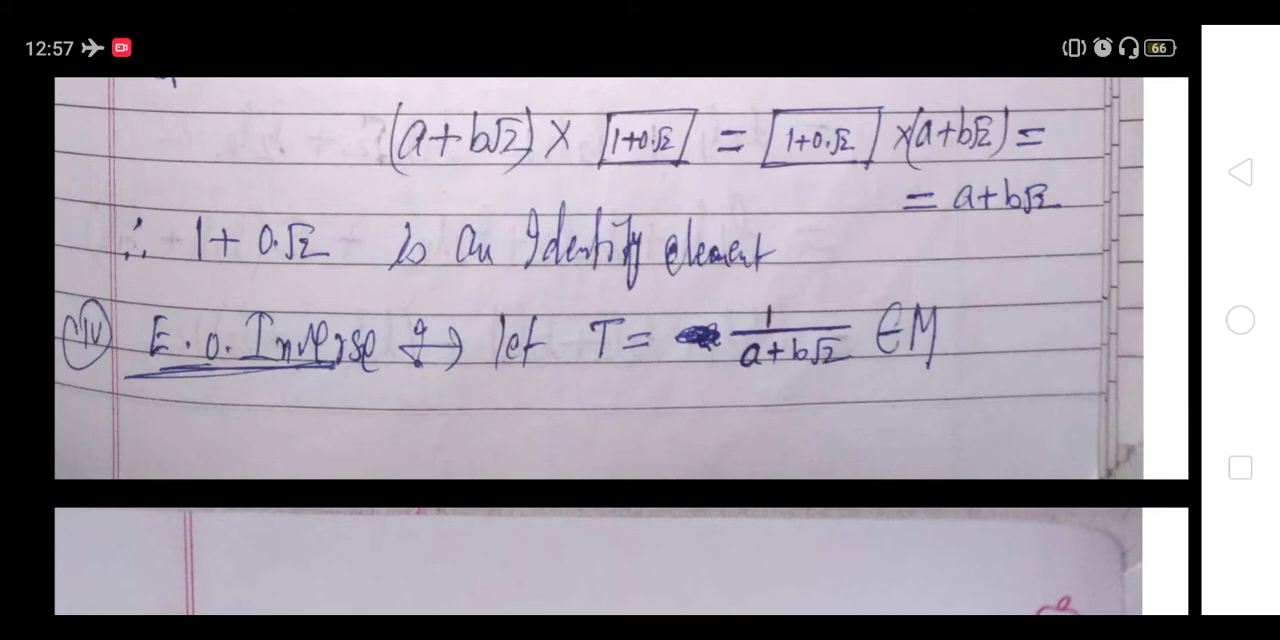 12:57
66
(a+b√2) × [1+0.√2] = [1+0.√2] ×(a+b√2) =
= a+b√2
∴ 1+0.√2 is an Identity element
(iv) E.o.Inverse let T = 1/(a+b√2) ∈ M